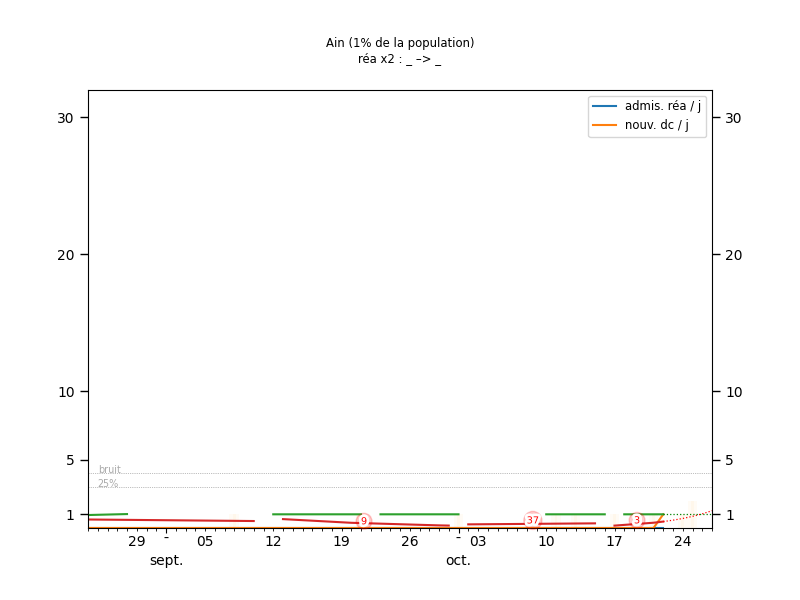 Ain (1% de la population)
réa x2 : _ –> _
admis. réa / j
nouv. dc / j
30 30
20 20
10 10
5 5
bruit
25%
1 9 37 3 1
29 - 05 12 19 26 - 03 10 17 24
sept. oct.